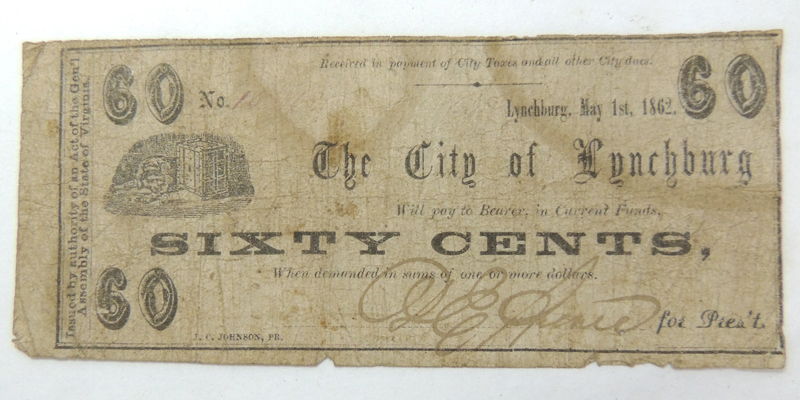 Received in payment of City Taxes and all other City dues.
60
No.
60
Lynchburg, May 1st, 1862.
The City of Lynchburg
Will pay to Bearer, in Current Funds,
SIXTY CENTS,
When demanded in sums of one or more dollars.
60
for Pres't.
J. C. JOHNSON, PR.
Issued by authority of an Act of the Gen'l
Assembly of the State of Virginia.